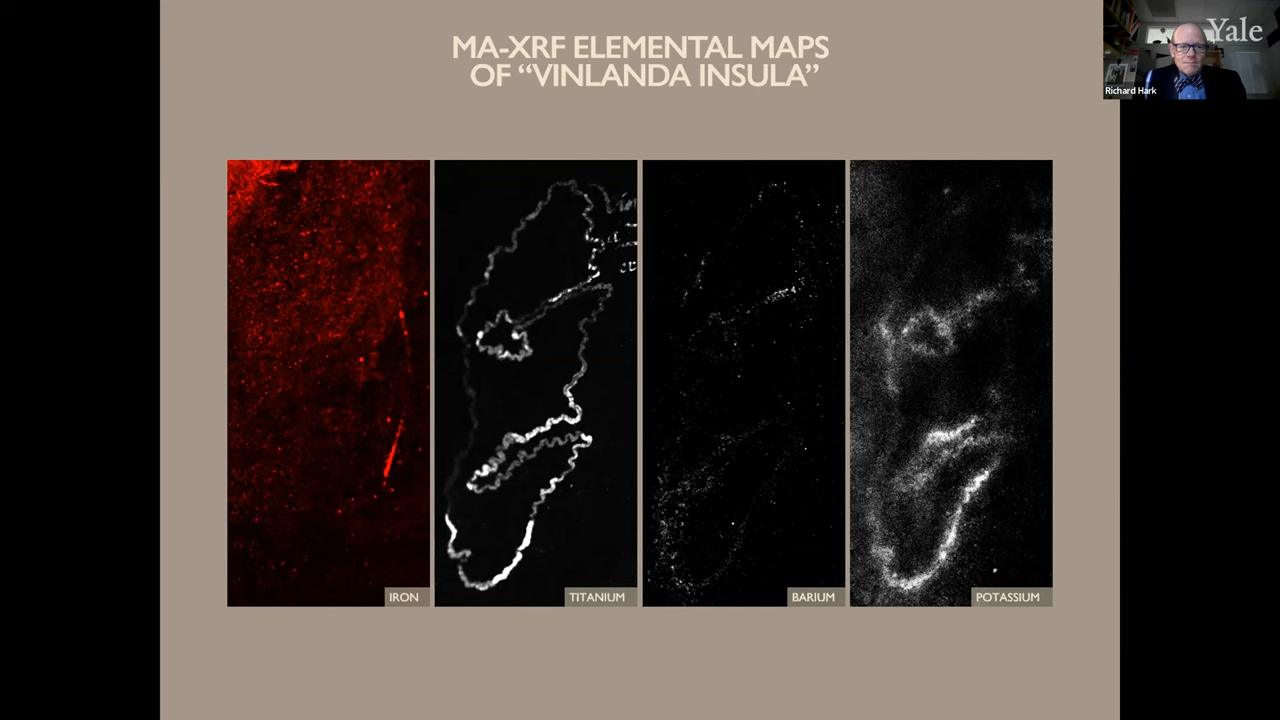 MA-XRF ELEMENTAL MAPS
OF “VINLANDA INSULA”
Yale
Richard Hark
IRON
TITANIUM
BARIUM
POTASSIUM